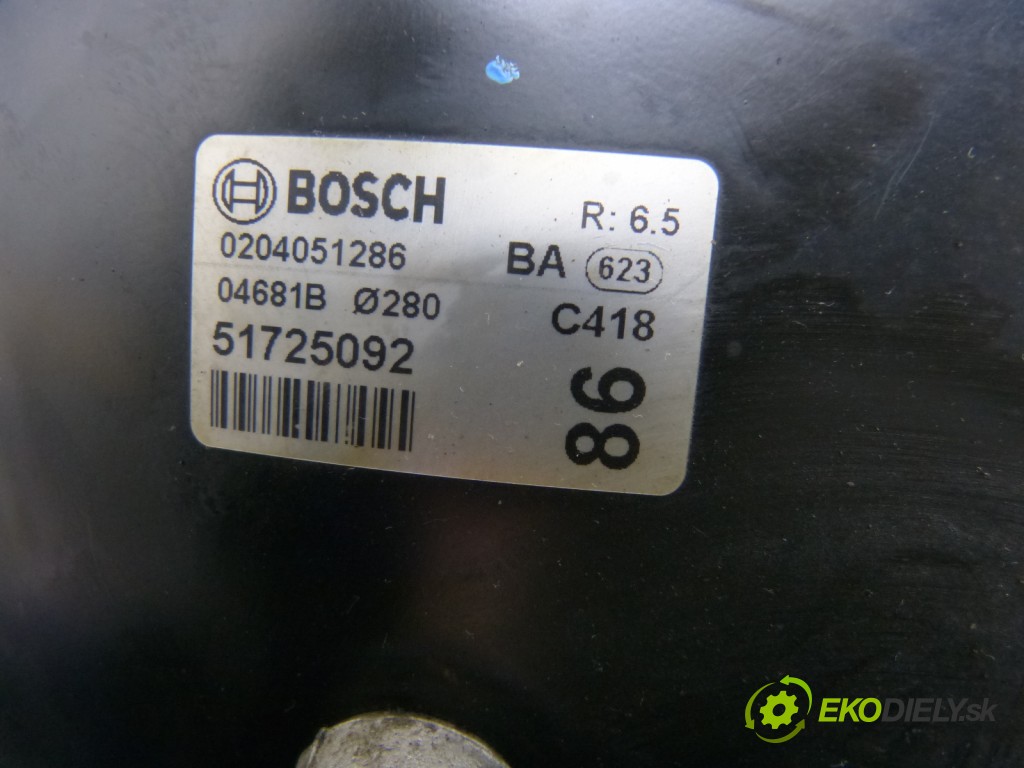 BOSCH
R: 6.5
0204051286
BA 623
04681B Ø280
C418
51725092
86
EKODIELY.sk